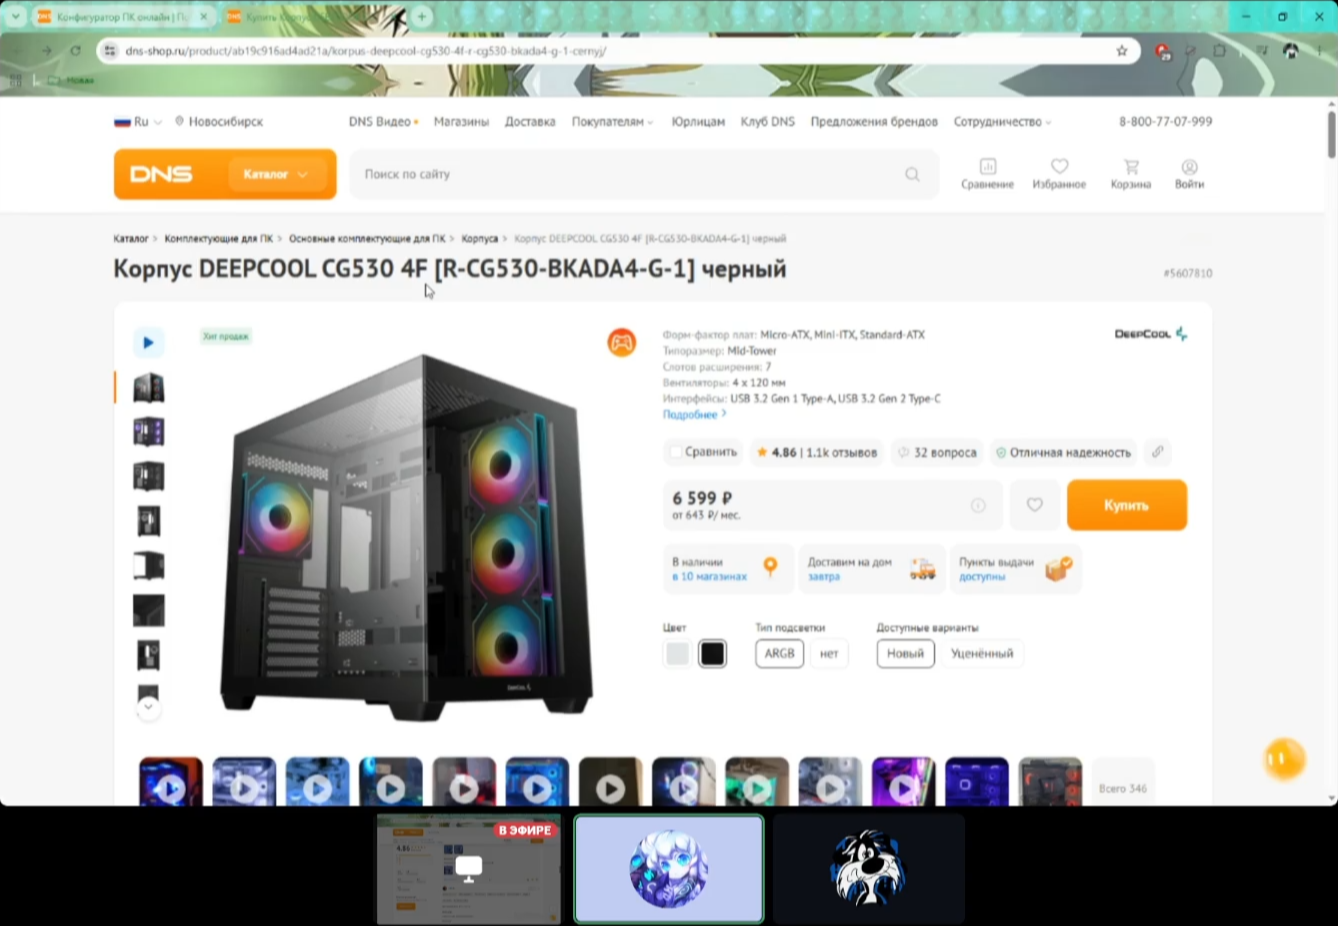 Конфигуратор ПК онлайн | П
Купить Корпус
dns-shop.ru/product/ab19c916ad4ad21a/korpus-deepcool-cg530-4f-r-cg530-bkada4-g-1-cernyj/
29
Ru
Новосибирск
DNS Видео
Магазины
Доставка
Покупателям
Юрлицам
Клуб DNS
Предложения брендов
Сотрудничество
8-800-77-07-999
DNS
Каталог
Поиск по сайту
Сравнение
Избранное
Корзина
Войти
Каталог > Комплектующие для ПК > Основные комплектующие для ПК > Корпуса > Корпус DEEPCOOL CG530 4F [R-CG530-BKADA4-G-1] черный
Корпус DEEPCOOL CG530 4F [R-CG530-BKADA4-G-1] черный
#5607810
Хит продаж
Форм-фактор плат: Micro-ATX, Mini-ITX, Standard-ATX
Типоразмер: Mid-Tower
Слотов расширения: 7
Вентиляторы: 4 x 120 мм
Интерфейсы: USB 3.2 Gen 1 Type-A, USB 3.2 Gen 2 Type-C
Подробнее
DEEPCOOL
Сравнить
4.86 | 1.1k отзывов
32 вопроса
Отличная надежность
6 599 ₽
от 643 ₽/ мес.
Купить
В наличии
в 10 магазинах
Доставим на дом
завтра
Пункты выдачи
доступны
Цвет
Тип подсветки
Доступные варианты
ARGB
нет
Новый
Уценённый
Всего 346
В ЭФИРЕ